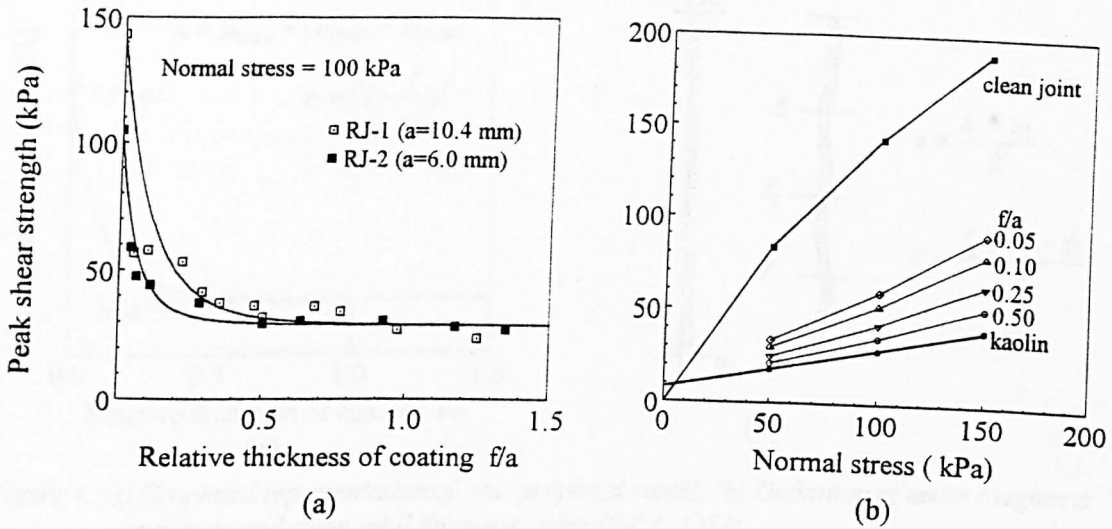 Peak shear strength (kPa)
150
100
50
0
Normal stress = 100 kPa
RJ-1 (a=10.4 mm)
RJ-2 (a=6.0 mm)
0
0.5
1.0
1.5
Relative thickness of coating f/a
(a)
200
150
100
50
0
clean joint
f/a
0.05
0.10
0.25
0.50
kaolin
0
50
100
150
200
Normal stress ( kPa)
(b)